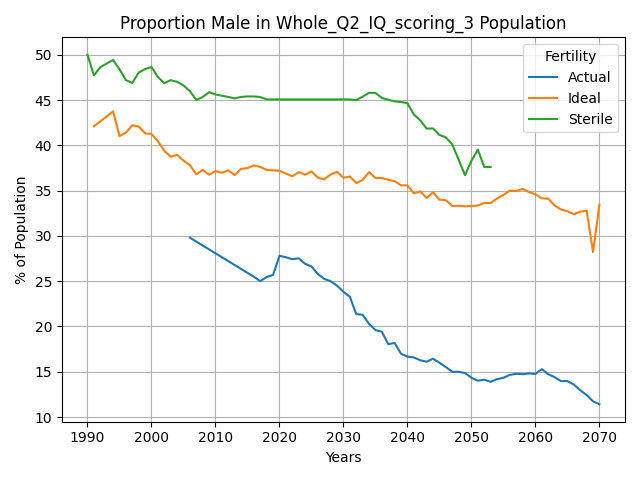 Proportion Male in Whole_Q2_IQ_scoring_3 Population
% of Population
50
45
40
35
30
25
20
15
10
Fertility
Actual
Ideal
Sterile
1990 2000 2010 2020 2030 2040 2050 2060 2070
Years